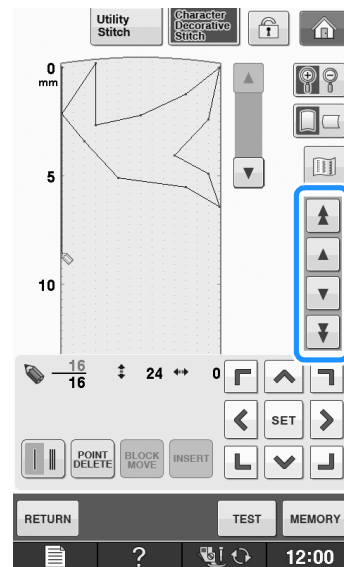 Utility
Stitch
Character
Decorative
Stitch
0
mm
5
10
16
16
24
0
SET
POINT
DELETE
BLOCK
MOVE
INSERT
RETURN
TEST
MEMORY
?
12:00